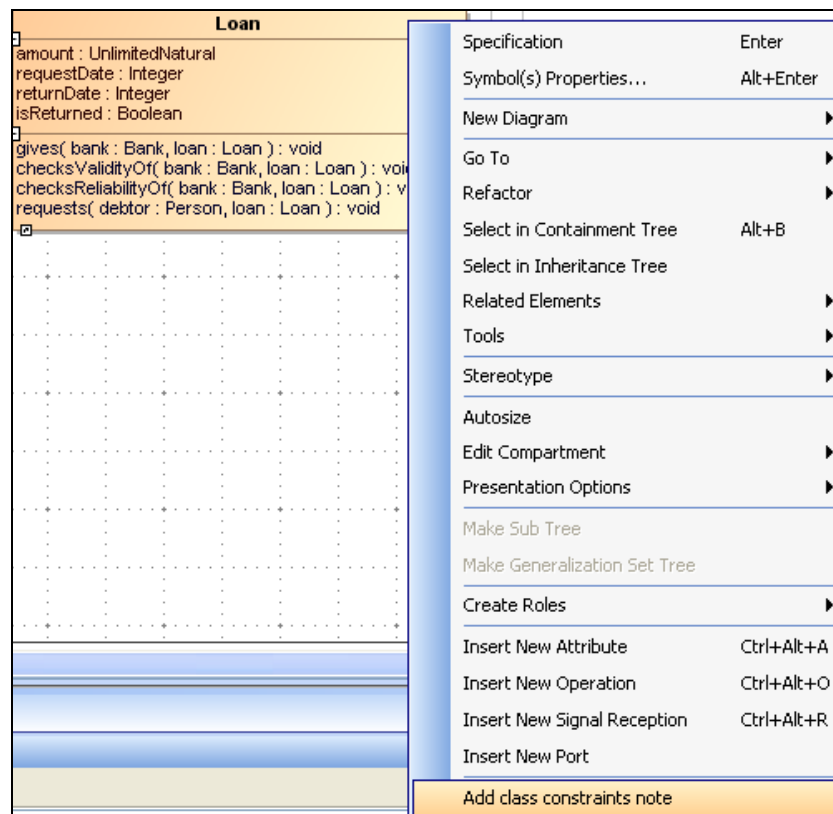 Loan
amount : UnlimitedNatural
requestDate : Integer
returnDate : Integer
isReturned : Boolean
gives( bank : Bank, loan : Loan ) : void
checksValidityOf( bank : Bank, loan : Loan ) : voi
checksReliabilityOf( bank : Bank, loan : Loan ) : v
requests( debtor : Person, loan : Loan ) : void
Specification Enter
Symbol(s) Properties... Alt+Enter
New Diagram
Go To
Refactor
Select in Containment Tree Alt+B
Select in Inheritance Tree
Related Elements
Tools
Stereotype
Autosize
Edit Compartment
Presentation Options
Make Sub Tree
Make Generalization Set Tree
Create Roles
Insert New Attribute Ctrl+Alt+A
Insert New Operation Ctrl+Alt+O
Insert New Signal Reception Ctrl+Alt+R
Insert New Port
Add class constraints note